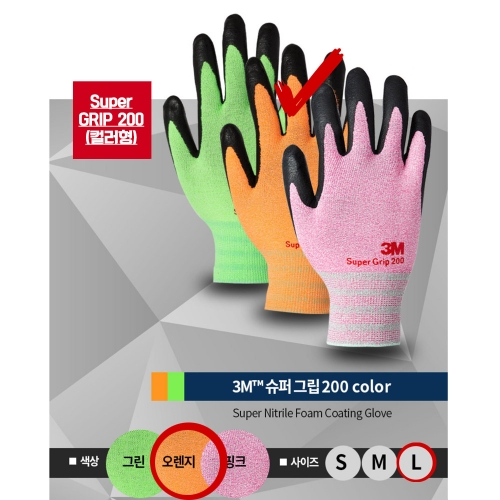 Super
GRIP 200
(컬러형)
Super
3M
Super Grip 200
3M™ 슈퍼 그립 200 color
Super Nitrile Foam Coating Glove
■ 색상 그린 오렌지 핑크 ■ 사이즈 S M L